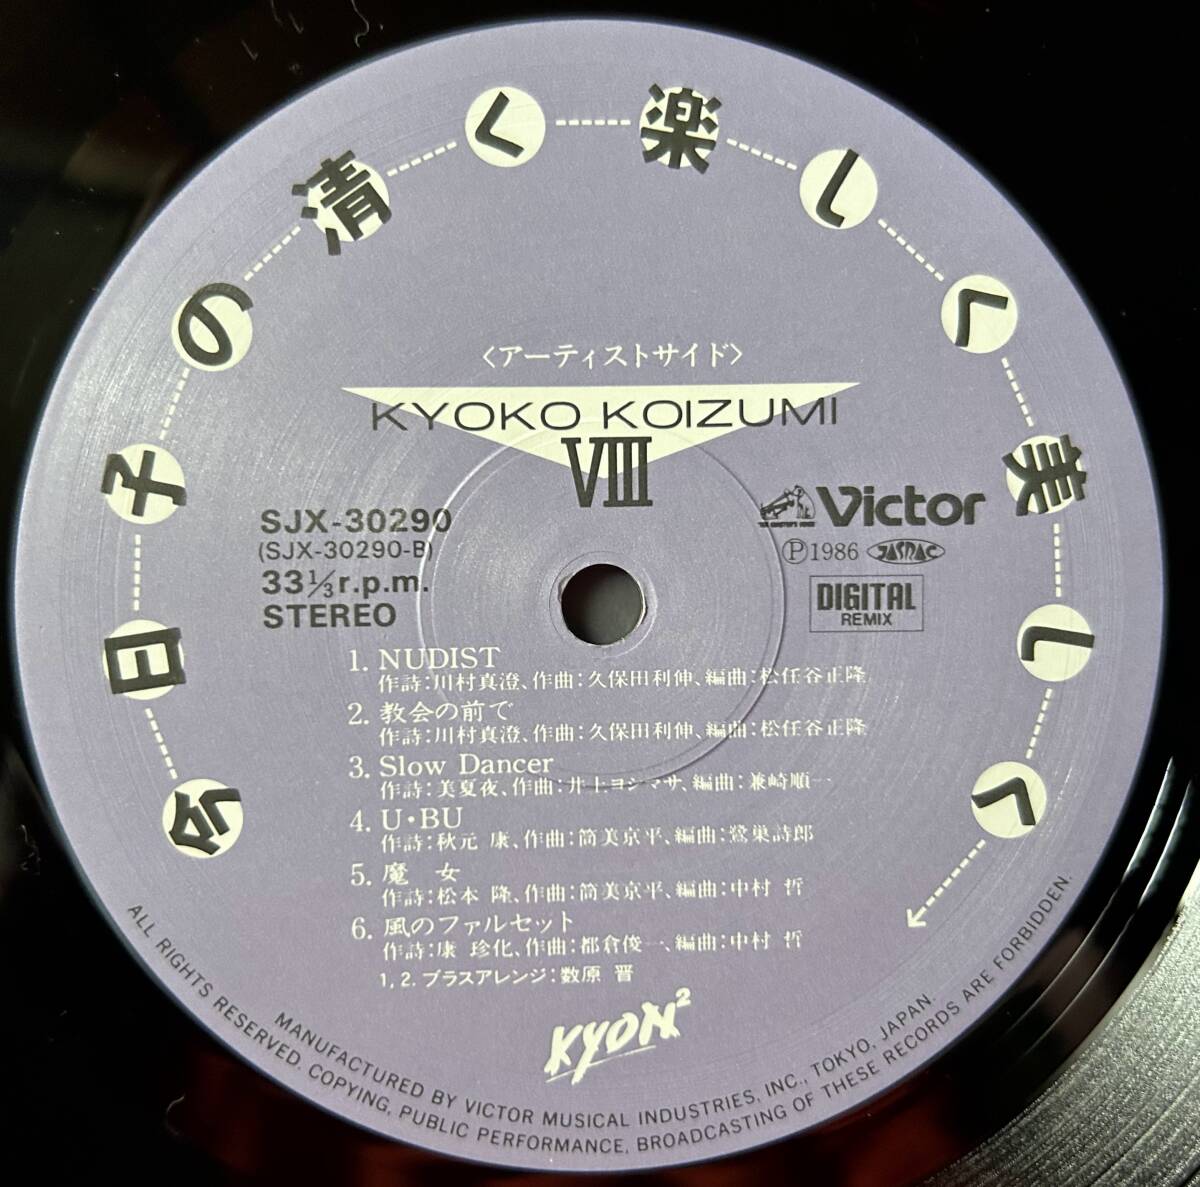 今日子の清く楽しく美しく
〈アーティストサイド〉
KYOKO KOIZUMI
VIII
SJX-30290
(SJX-30290-B)
33⅓r.p.m.
STEREO
"HIS MASTER'S VOICE"
Victor
Ⓟ1986 JASRAC
DIGITAL
REMIX
1. NUDIST
作詩:川村真澄、作曲:久保田利伸、編曲:松任谷正隆
2. 教会の前で
作詩:川村真澄、作曲:久保田利伸、編曲:松任谷正隆
3. Slow Dancer
作詩:美夏夜、作曲:井上ヨシマサ、編曲:兼崎順一
4. U・BU
作詩:秋元 康、作曲:筒美京平、編曲:鷺巣詩郎
5. 魔 女
作詩:松本 隆、作曲:筒美京平、編曲:中村 哲
6. 風のファルセット
作詩:康 珍化、作曲:都倉俊一、編曲:中村 哲
1, 2. ブラスアレンジ:数原 晋
KYON²
MANUFACTURED BY VICTOR MUSICAL INDUSTRIES, INC., TOKYO, JAPAN.
ALL RIGHTS RESERVED. COPYING, PUBLIC PERFORMANCE, BROADCASTING OF THESE RECORDS ARE FORBIDDEN.